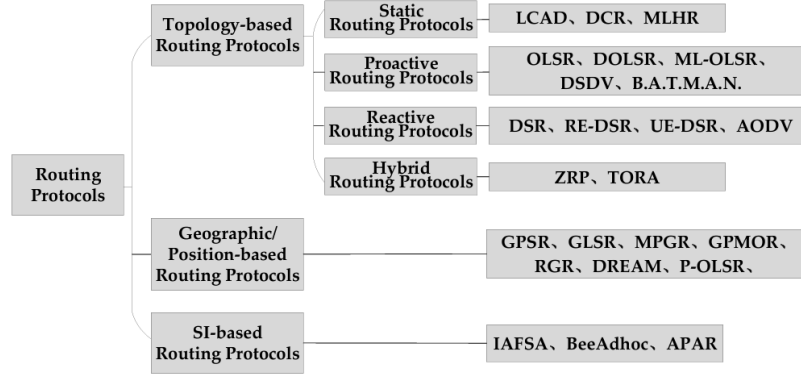 Routing
Protocols
Topology-based
Routing Protocols
Static
Routing Protocols
LCAD、DCR、MLHR
Proactive
Routing Protocols
OLSR、DOLSR、ML-OLSR、
DSDV、B.A.T.M.A.N.
Reactive
Routing Protocols
DSR、RE-DSR、UE-DSR、AODV
Hybrid
Routing Protocols
ZRP、TORA
Geographic/
Position-based
Routing Protocols
GPSR、GLSR、MPGR、GPMOR、
RGR、DREAM、P-OLSR、
SI-based
Routing Protocols
IAFSA、BeeAdhoc、APAR